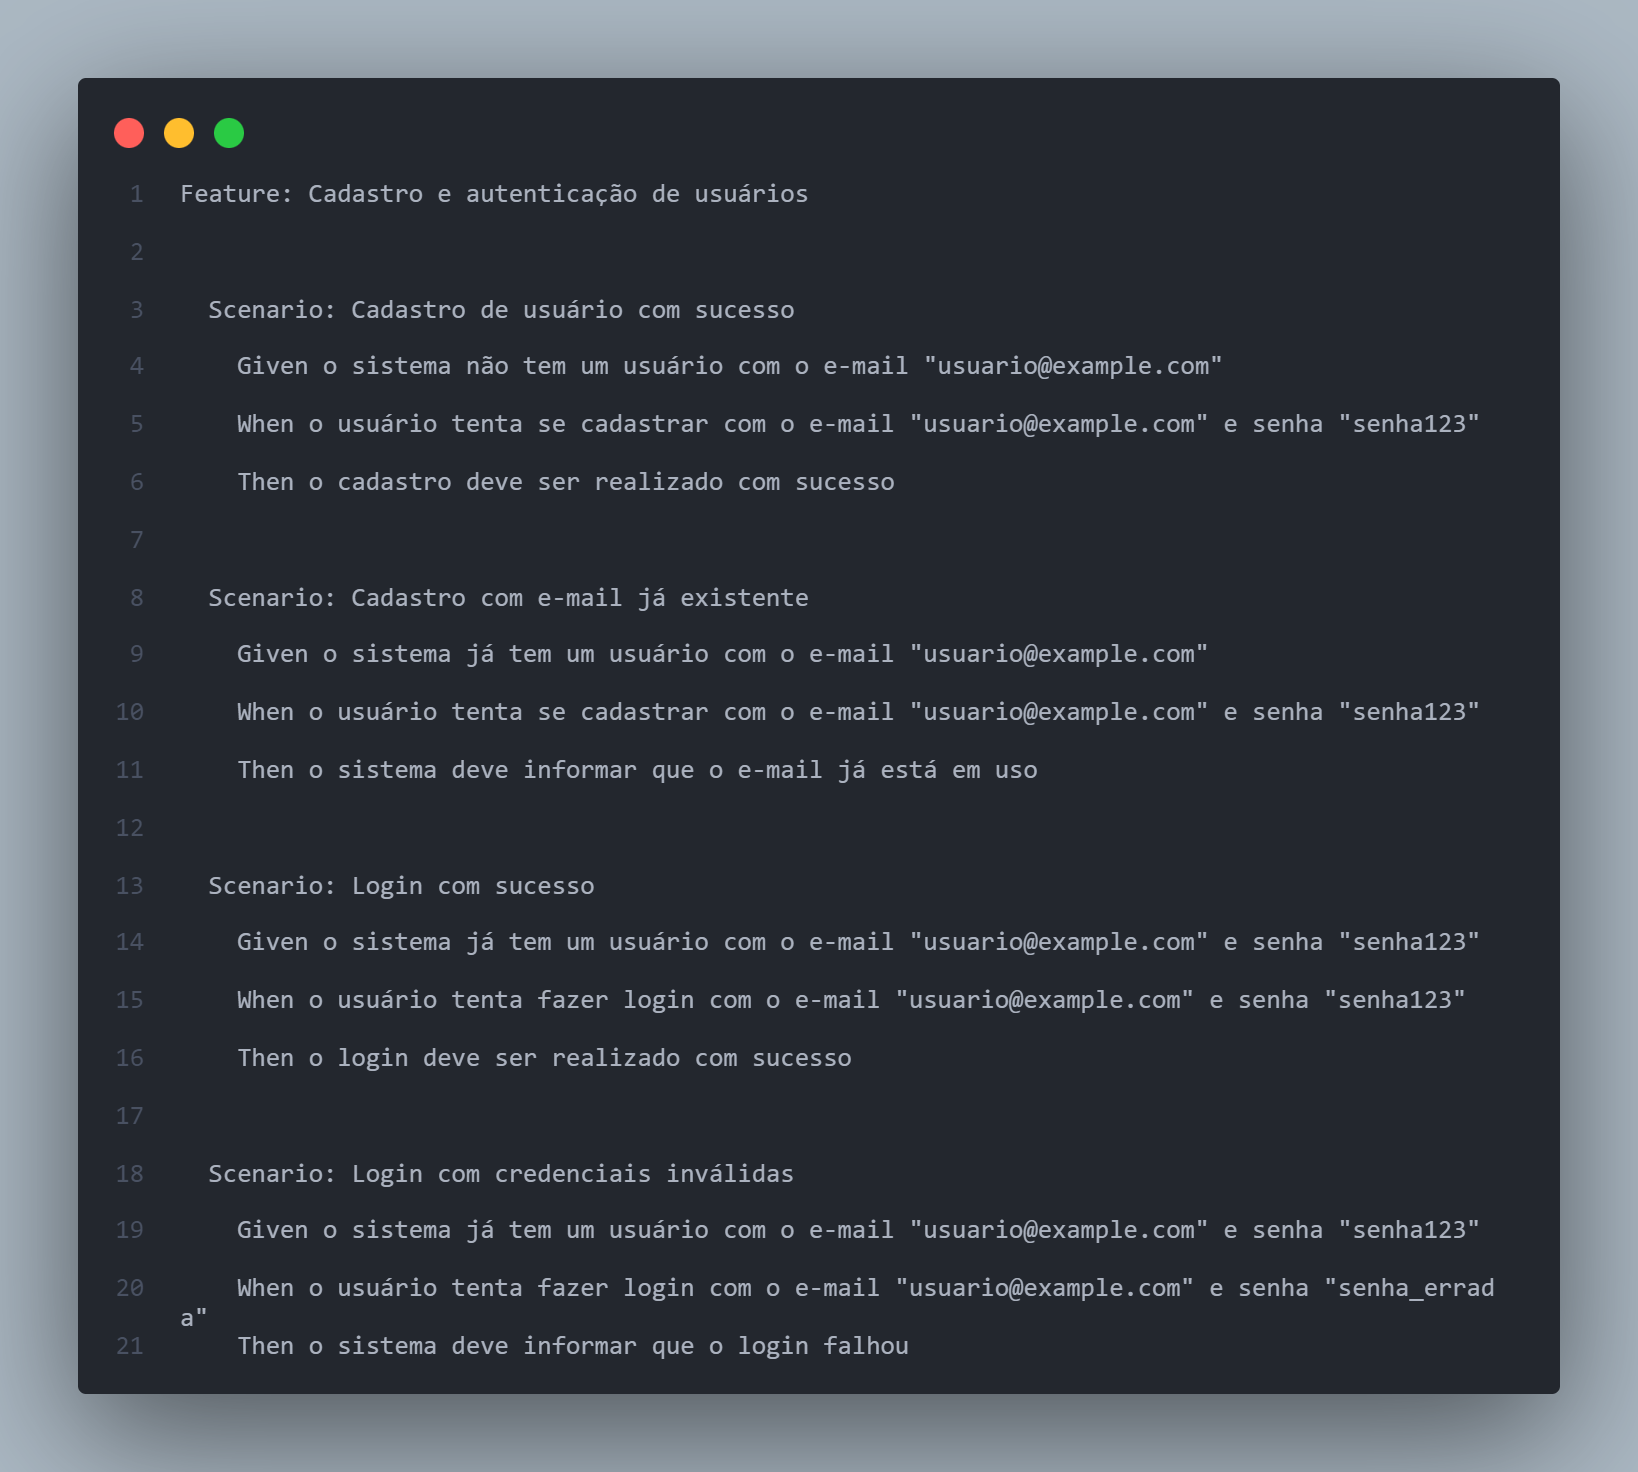 1 Feature: Cadastro e autenticação de usuários
2
3 Scenario: Cadastro de usuário com sucesso
4 Given o sistema não tem um usuário com o e-mail "usuario@example.com"
5 When o usuário tenta se cadastrar com o e-mail "usuario@example.com" e senha "senha123"
6 Then o cadastro deve ser realizado com sucesso
7
8 Scenario: Cadastro com e-mail já existente
9 Given o sistema já tem um usuário com o e-mail "usuario@example.com"
10 When o usuário tenta se cadastrar com o e-mail "usuario@example.com" e senha "senha123"
11 Then o sistema deve informar que o e-mail já está em uso
12
13 Scenario: Login com sucesso
14 Given o sistema já tem um usuário com o e-mail "usuario@example.com" e senha "senha123"
15 When o usuário tenta fazer login com o e-mail "usuario@example.com" e senha "senha123"
16 Then o login deve ser realizado com sucesso
17
18 Scenario: Login com credenciais inválidas
19 Given o sistema já tem um usuário com o e-mail "usuario@example.com" e senha "senha123"
20 When o usuário tenta fazer login com o e-mail "usuario@example.com" e senha "senha_errad
a"
21 Then o sistema deve informar que o login falhou